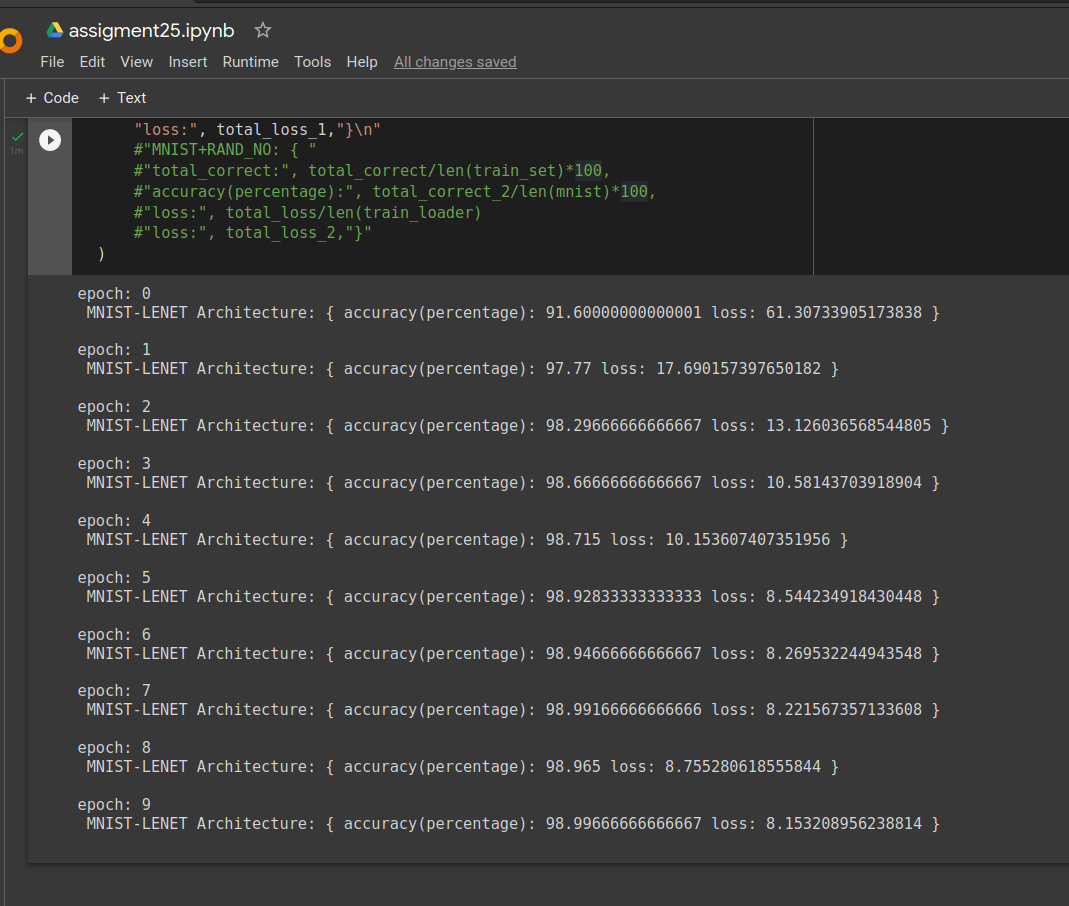 assigment25.ipynb
File Edit View Insert Runtime Tools Help All changes saved
+ Code + Text
1m
"loss:", total_loss_1,"}\n"
#"MNIST+RAND_NO: { "
#"total_correct:", total_correct/len(train_set)*100,
#"accuracy(percentage):", total_correct_2/len(mnist)*100,
#"loss:", total_loss/len(train_loader)
#"loss:", total_loss_2,"}"
)
epoch: 0
MNIST-LENET Architecture: { accuracy(percentage): 91.60000000000001 loss: 61.30733905173838 }
epoch: 1
MNIST-LENET Architecture: { accuracy(percentage): 97.77 loss: 17.690157397650182 }
epoch: 2
MNIST-LENET Architecture: { accuracy(percentage): 98.29666666666667 loss: 13.126036568544805 }
epoch: 3
MNIST-LENET Architecture: { accuracy(percentage): 98.66666666666667 loss: 10.58143703918904 }
epoch: 4
MNIST-LENET Architecture: { accuracy(percentage): 98.715 loss: 10.153607407351956 }
epoch: 5
MNIST-LENET Architecture: { accuracy(percentage): 98.92833333333333 loss: 8.544234918430448 }
epoch: 6
MNIST-LENET Architecture: { accuracy(percentage): 98.94666666666667 loss: 8.269532244943548 }
epoch: 7
MNIST-LENET Architecture: { accuracy(percentage): 98.99166666666666 loss: 8.221567357133608 }
epoch: 8
MNIST-LENET Architecture: { accuracy(percentage): 98.965 loss: 8.755280618555844 }
epoch: 9
MNIST-LENET Architecture: { accuracy(percentage): 98.99666666666667 loss: 8.153208956238814 }